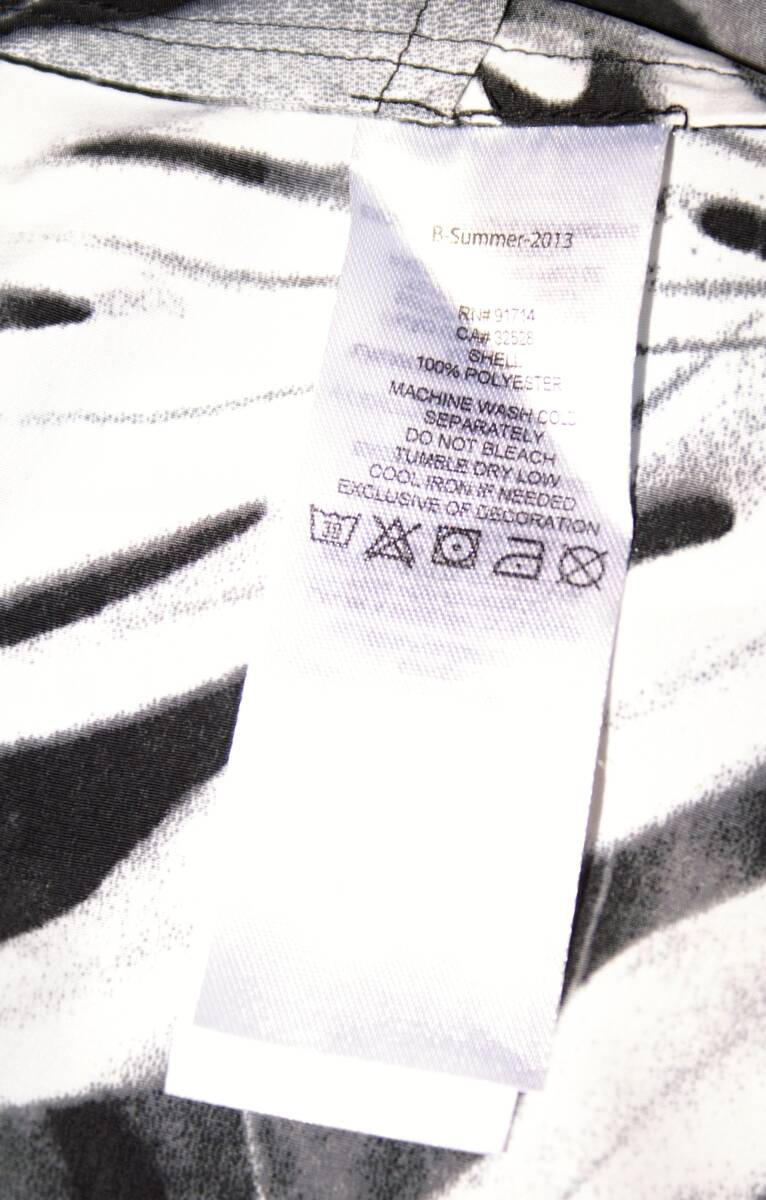 B-Summer-2013
RN# 91714
CA# 32528
SHELL
100% POLYESTER
MACHINE WASH COLD
SEPARATELY
DO NOT BLEACH
TUMBLE DRY LOW
COOL IRON IF NEEDED
EXCLUSIVE OF DECORATION
30